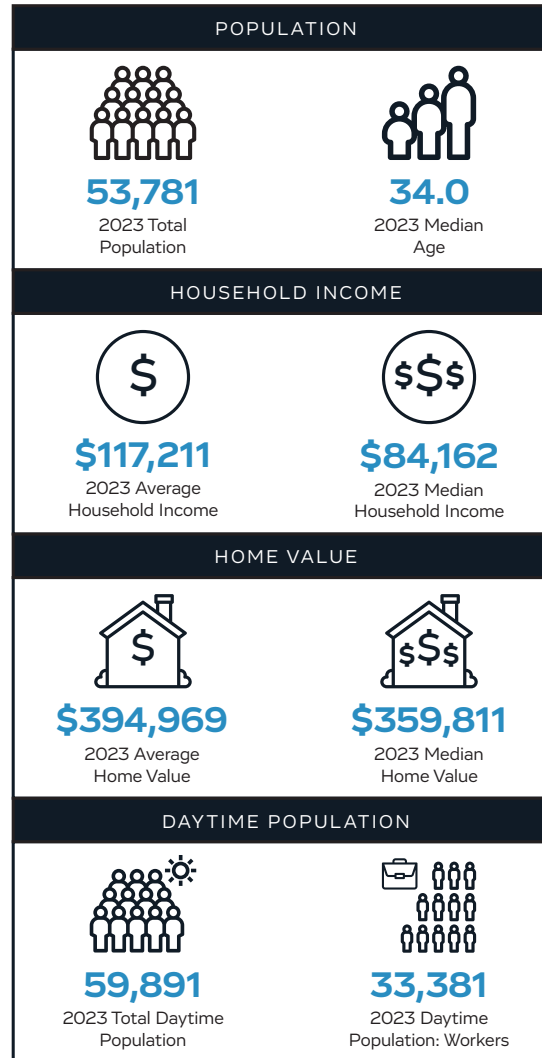 POPULATION
53,781
2023 Total
Population
34.0
2023 Median
Age
HOUSEHOLD INCOME
$
$117,211
2023 Average
Household Income
$$$
$84,162
2023 Median
Household Income
HOME VALUE
$
$394,969
2023 Average
Home Value
$$$
$359,811
2023 Median
Home Value
DAYTIME POPULATION
59,891
2023 Total Daytime
Population
33,381
2023 Daytime
Population: Workers